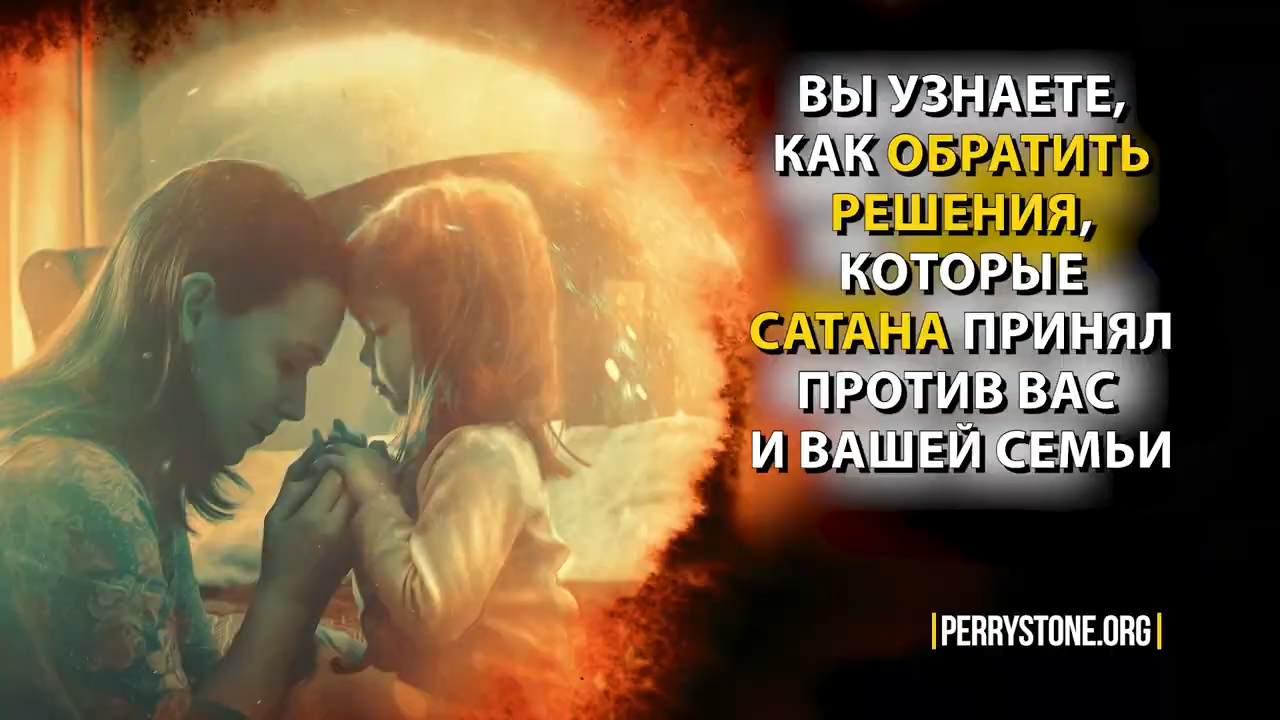 ВЫ УЗНАЕТЕ,
КАК ОБРАТИТЬ
РЕШЕНИЯ,
КОТОРЫЕ
САТАНА ПРИНЯЛ
ПРОТИВ ВАС
И ВАШЕЙ СЕМЬИ
|PERRYSTONE.ORG|